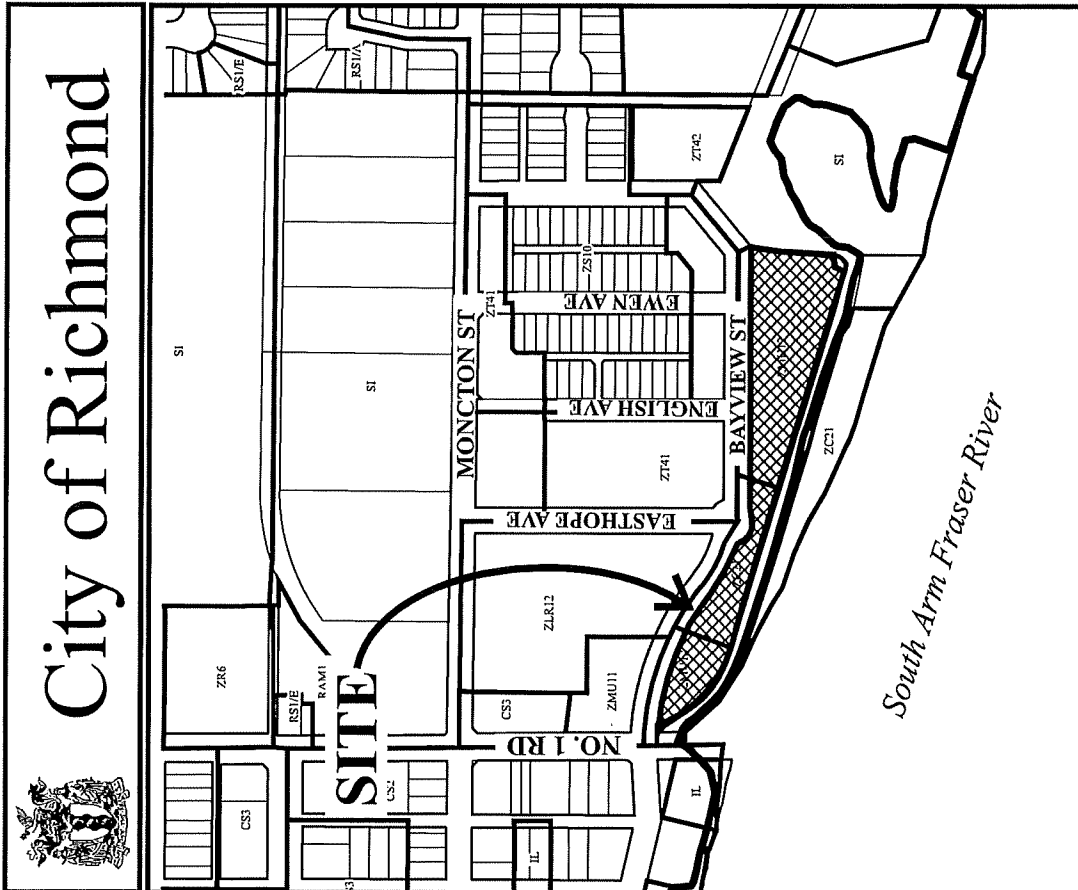 City of Richmond
RS1/E
RS1/A
SI
SI
ZT42
SI
ZS10
ZT41
EWEN AVE
MONCTON ST
ENGLISH AVE
BAYVIEW ST
ZT41
ZC21
EASTHOPE AVE
South Arm Fraser River
ZR6
RS1/E
RAM1
SITE
ZLR12
CS3
ZMU11
NO. 1 RD
CS3
CS2
IL
IL